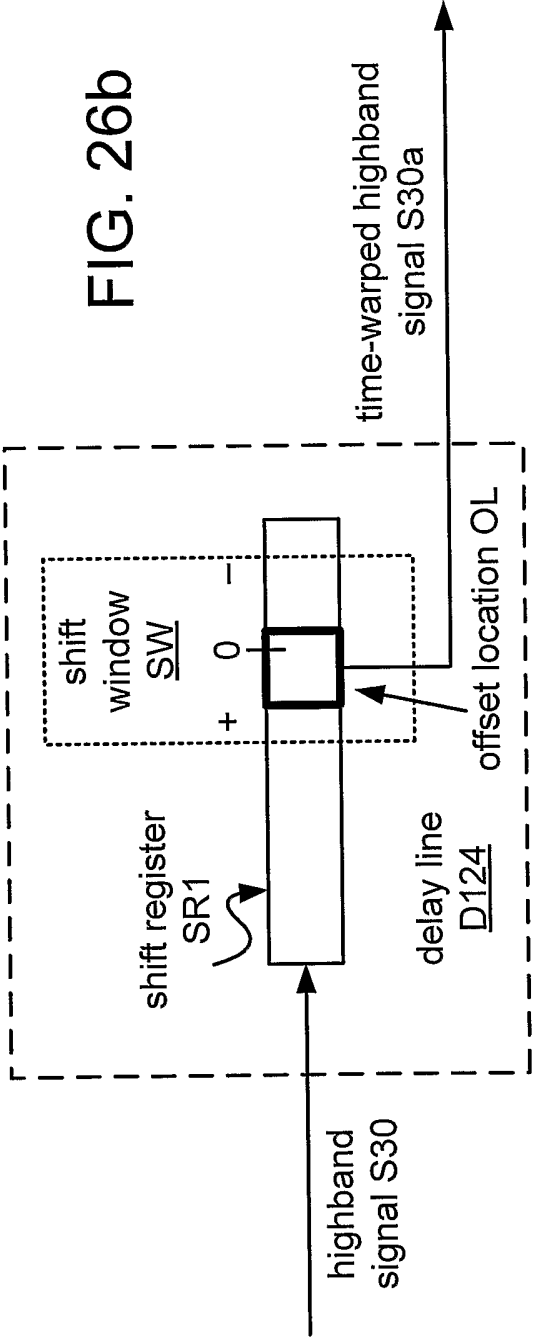 FIG. 26b
highband
signal S30
shift register
SR1
shift
window
SW
+ 0 –
delay line
D124
offset location OL
time-warped highband
signal S30a